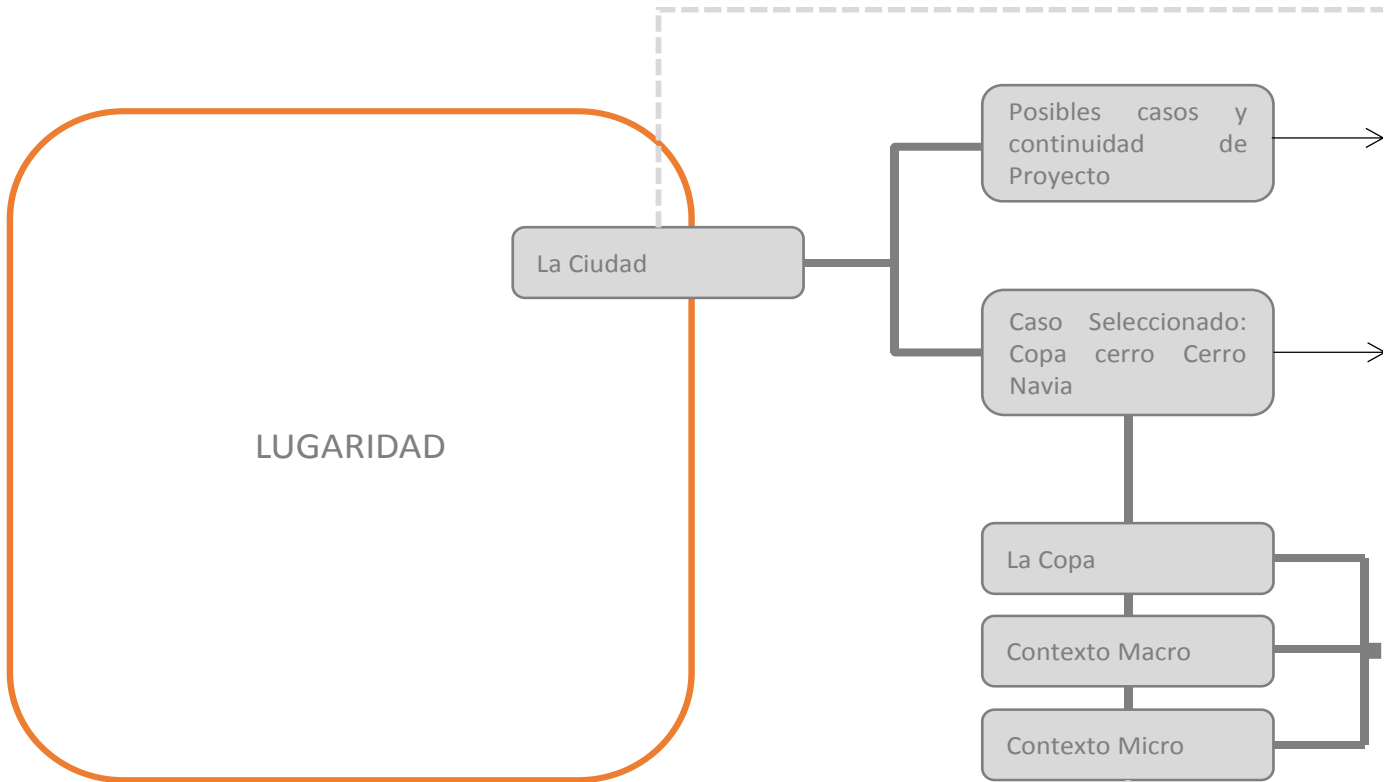 Posibles casos y
continuidad de
Proyecto
La Ciudad
Caso Seleccionado:
Copa cerro Cerro
Navia
LUGARIDAD
La Copa
Contexto Macro
Contexto Micro